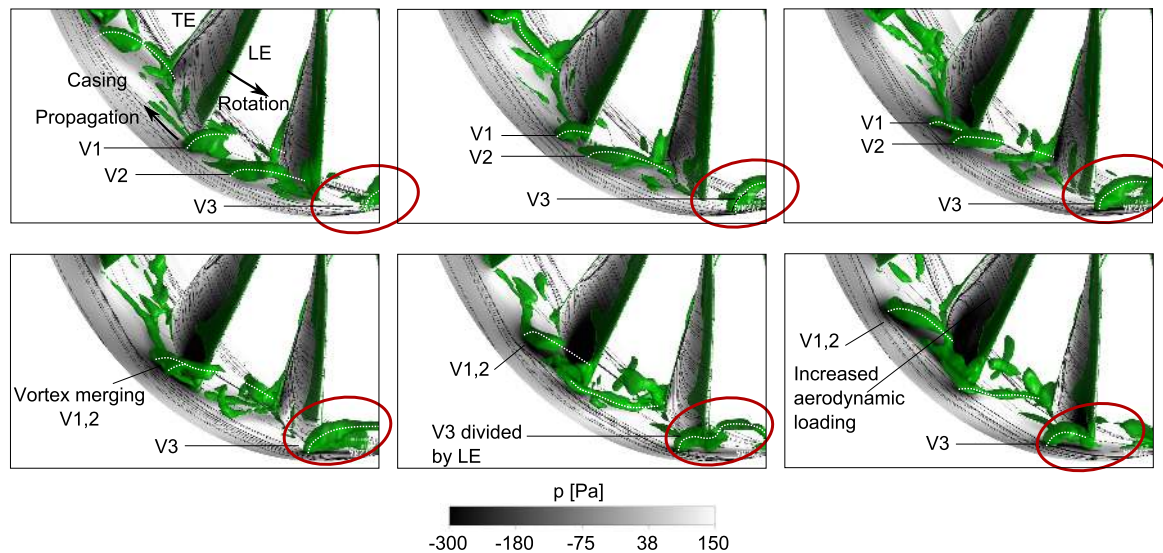 TE
LE
Casing
Rotation
Propagation
V1
V2
V3
V1
V2
V3
V1
V2
V3
Vortex merging
V1,2
V3
V1,2
V3 divided
by LE
V1,2
Increased
aerodynamic
loading
V3
p [Pa]
-300 -180 -75 38 150